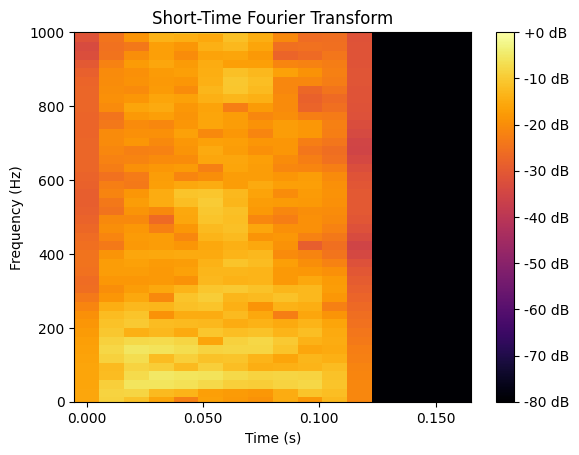 Short-Time Fourier Transform
1000
800
600
400
200
0
Frequency (Hz)
0.000
0.050
0.100
0.150
Time (s)
+0 dB
-10 dB
-20 dB
-30 dB
-40 dB
-50 dB
-60 dB
-70 dB
-80 dB